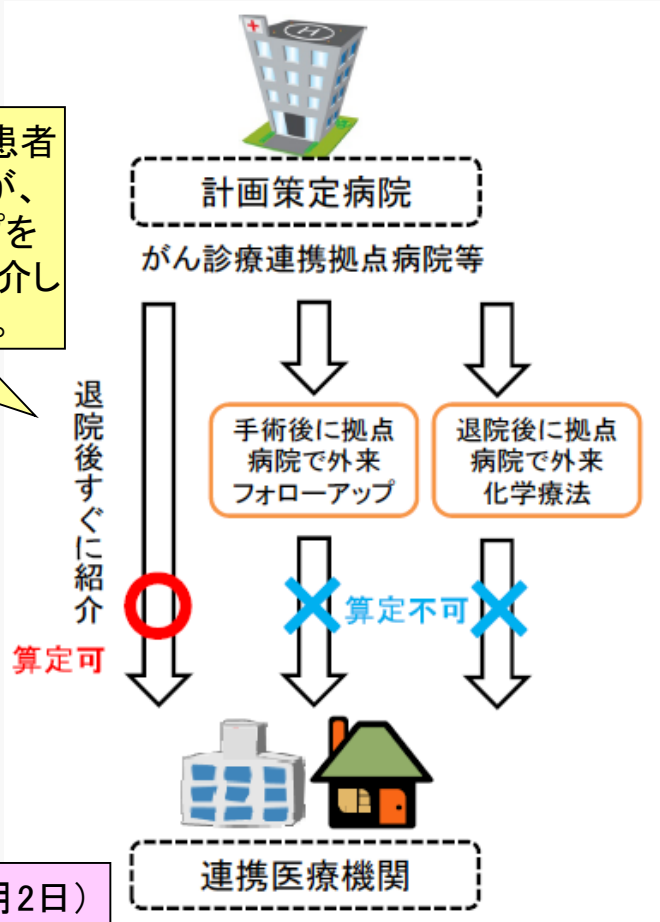 H
計画策定病院
がん診療連携拠点病院等
患者
が、
プを
介し
。
退院後すぐに紹介
手術後に拠点
病院で外来
フォローアップ
退院後に拠点
病院で外来
化学療法
算定不可
算定可
連携医療機関
月2日）